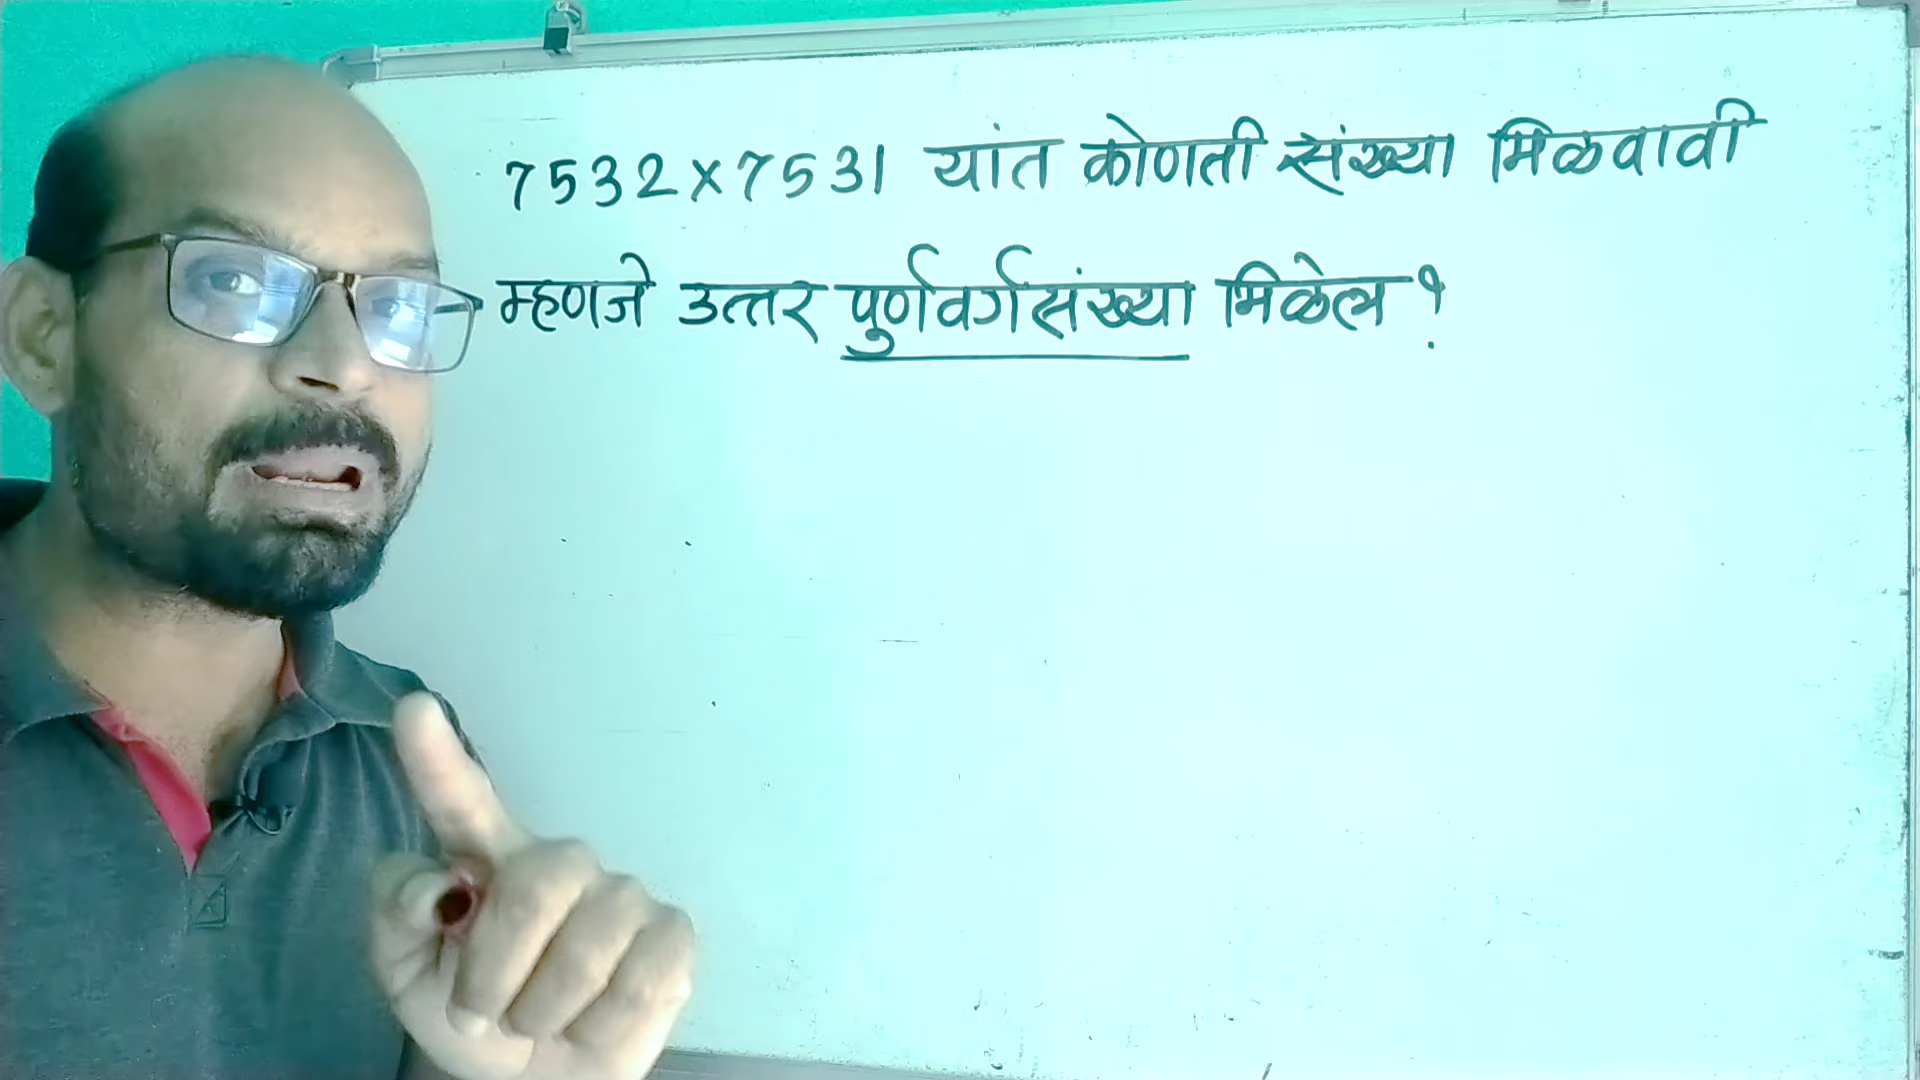 7532×7531 यांत कोणती संख्या मिळवावी
म्हणजे उत्तर पुर्णवर्गसंख्या मिळेल ?